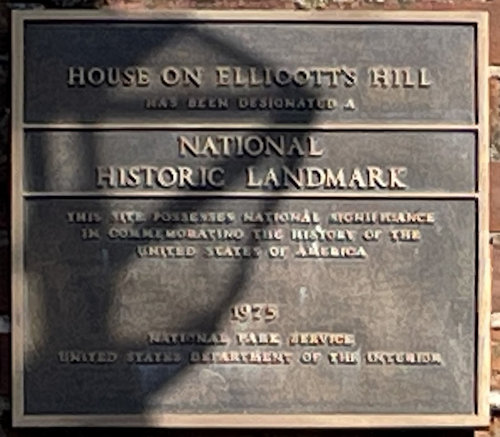 HOUSE ON ELLICOTT'S HILL
HAS BEEN DESIGNATED A
NATIONAL
HISTORIC LANDMARK
THIS SITE POSSESSES NATIONAL SIGNIFICANCE
IN COMMEMORATING THE HISTORY OF THE
UNITED STATES OF AMERICA
1975
NATIONAL PARK SERVICE
UNITED STATES DEPARTMENT OF THE INTERIOR